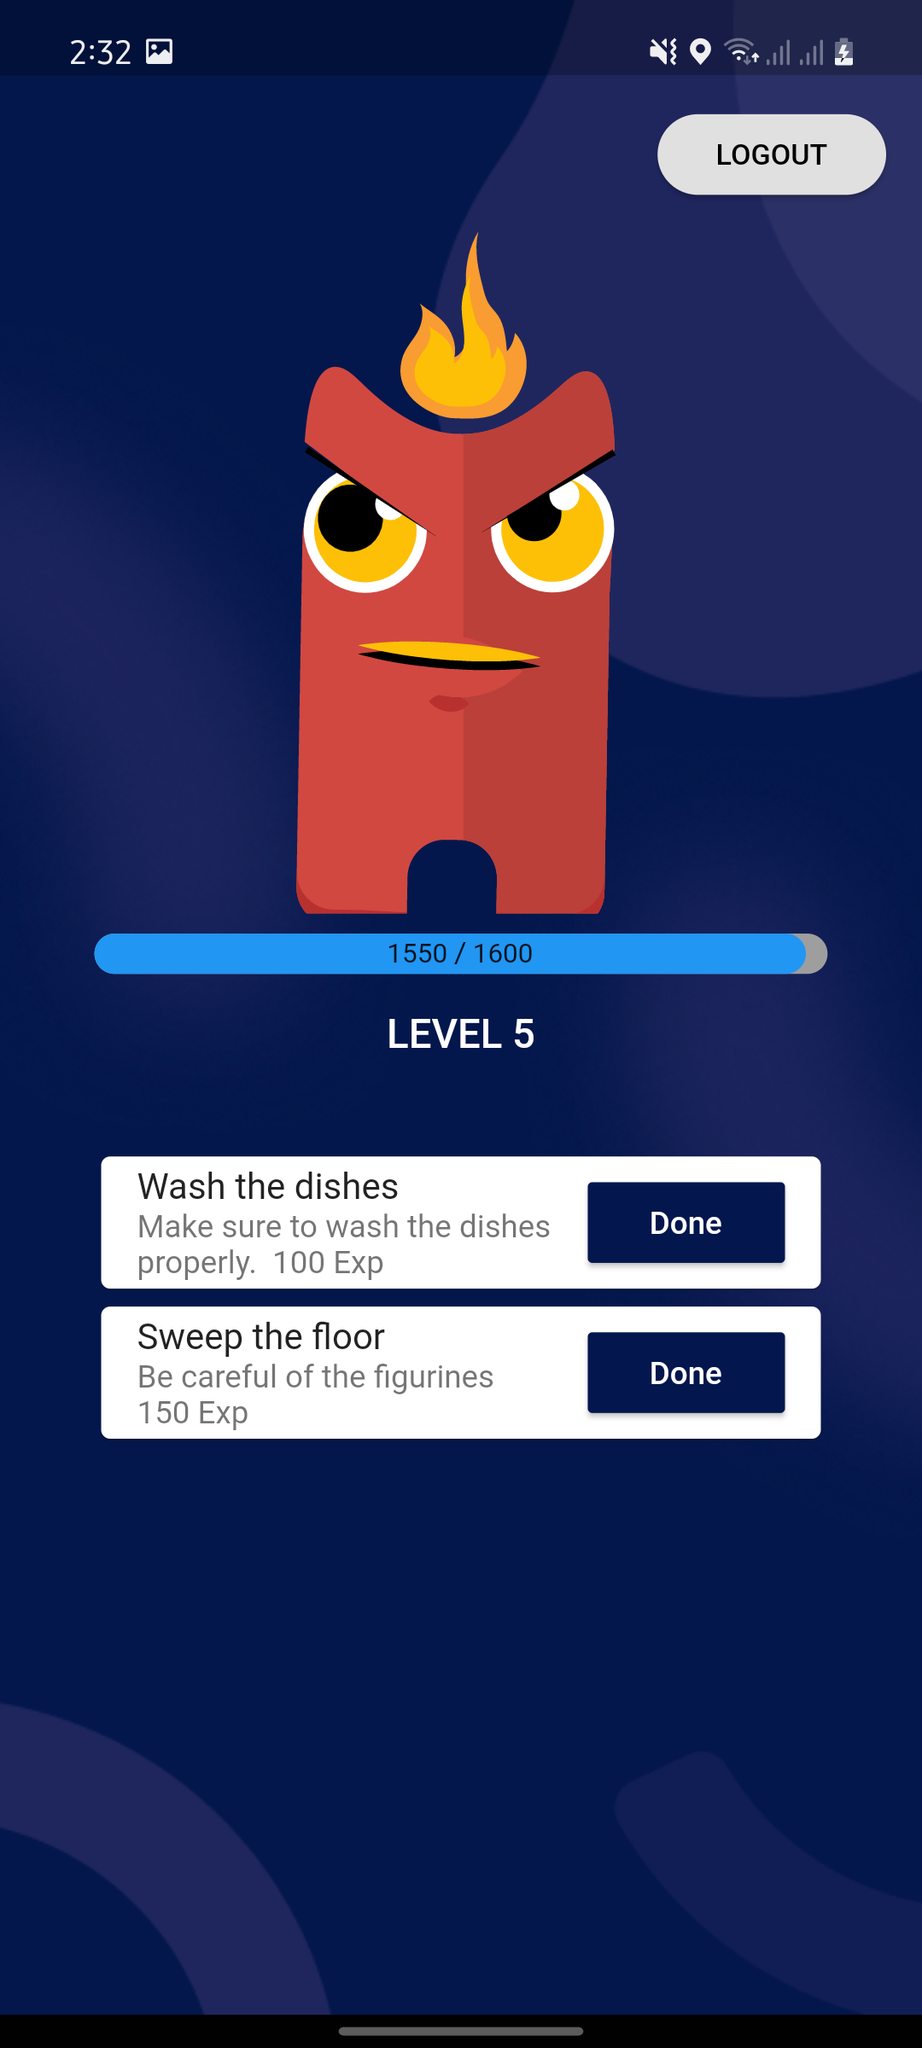 2:32
LOGOUT
1550 / 1600
LEVEL 5
Wash the dishes
Make sure to wash the dishes
properly.  100 Exp
Done
Sweep the floor
Be careful of the figurines
150 Exp
Done